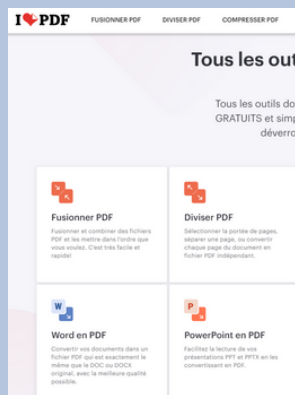 I PDF FUSIONNER PDF DIVISER PDF COMPRESSER PDF
Tous les out
Tous les outils do
GRATUITS et simp
déverro
Fusionner PDF
Fusionner et combiner des fichiers
PDF et les mettre dans l'ordre que
vous voulez. C'est très facile et
rapide!
Diviser PDF
Sélectionner la portée de pages,
séparer une page, ou convertir
chaque page du document en
fichier PDF indépendant.
W
Word en PDF
Convertir vos documents dans un
fichier PDF qui est exactement le
même que le DOC ou DOCX
original, avec la meilleure qualité
possible.
P
PowerPoint en PDF
Facilitez la lecture de vos
présentations PPT et PPTX en les
convertissant en PDF.